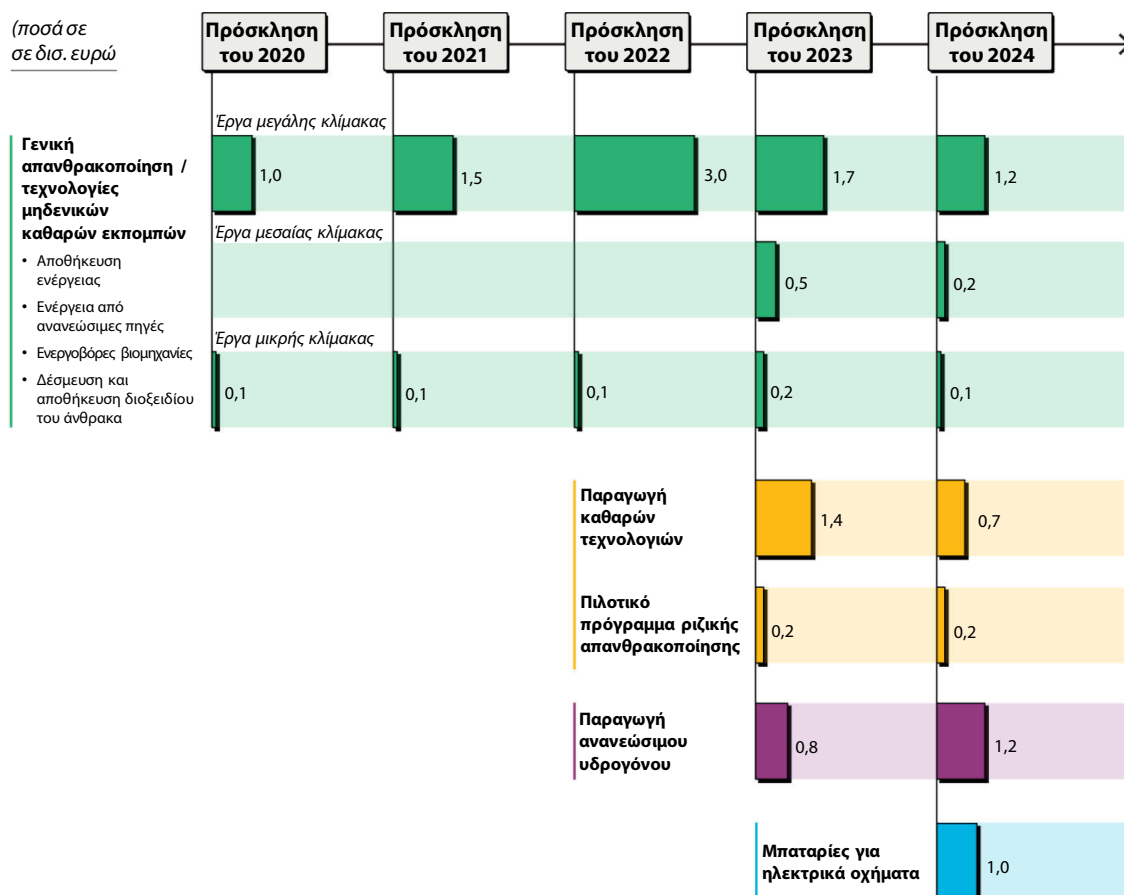 (ποσά σε
σε δισ. ευρώ
Πρόσκληση
του 2020
Πρόσκληση
του 2021
Πρόσκληση
του 2022
Πρόσκληση
του 2023
Πρόσκληση
του 2024
Γενική
απανθρακοποίηση /
τεχνολογίες
μηδενικών
καθαρών εκπομπών
• Αποθήκευση
ενέργειας
• Ενέργεια από
ανανεώσιμες πηγές
• Ενεργοβόρες βιομηχανίες
• Δέσμευση και
αποθήκευση διοξειδίου
του άνθρακα
Έργα μεγάλης κλίμακας
1,0
1,5
3,0
1,7
1,2
Έργα μεσαίας κλίμακας
0,5
0,2
Έργα μικρής κλίμακας
0,1
0,1
0,1
0,2
0,1
Παραγωγή
καθαρών
τεχνολογιών
1,4
0,7
Πιλοτικό
πρόγραμμα ριζικής
απανθρακοποίησης
0,2
0,2
Παραγωγή
ανανεώσιμου
υδρογόνου
0,8
1,2
Μπαταρίες για
ηλεκτρικά οχήματα
1,0